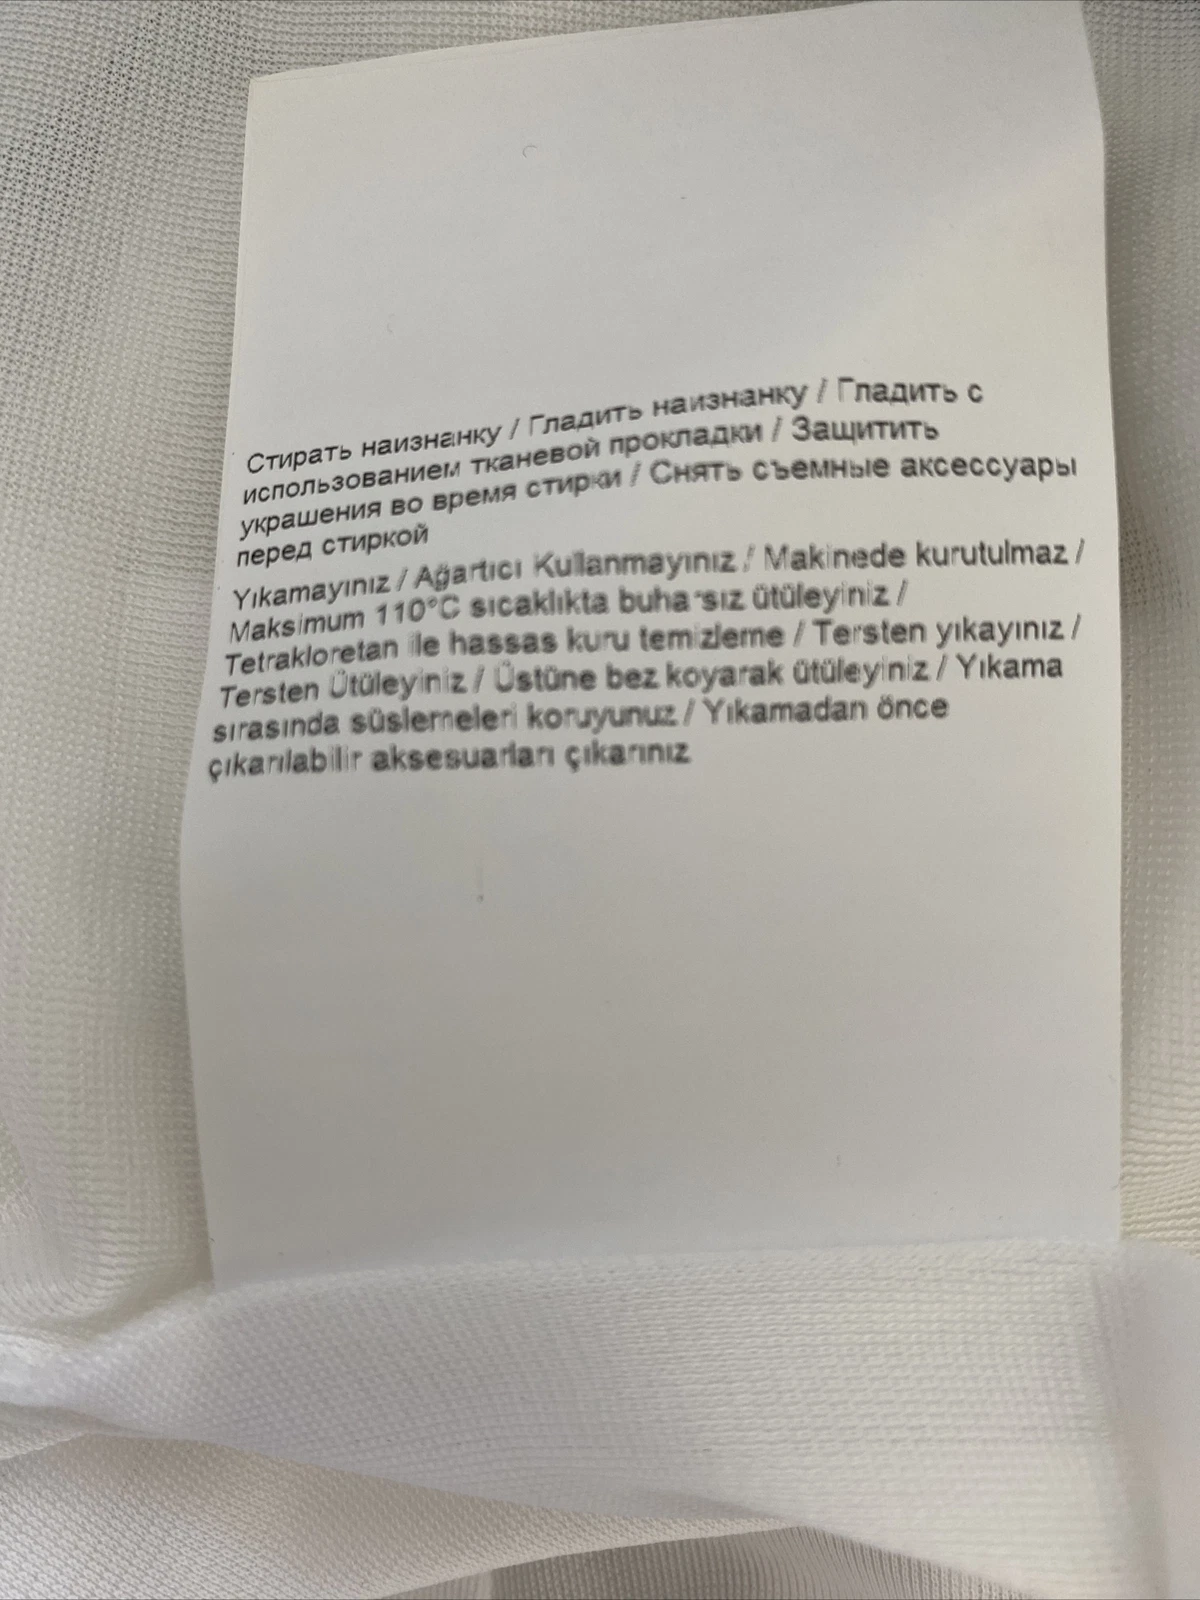 Стирать наизнанку / Гладить наизнанку / Гладить с
использованием тканевой прокладки / Защитить
украшения во время стирки / Снять съемные аксессуары
перед стиркой
Yıkamayınız / Ağartıcı Kullanmayınız / Makinede kurutulmaz /
Maksimum 110°C sıcaklıkta buharsız ütüleyiniz /
Tetrakloretan ile hassas kuru temizleme / Tersten yıkayınız /
Tersten Ütüleyiniz / Üstüne bez koyarak ütüleyiniz / Yıkama
sırasında süslemeleri koruyunuz / Yıkamadan önce
çıkarılabilir aksesuarları çıkarınız